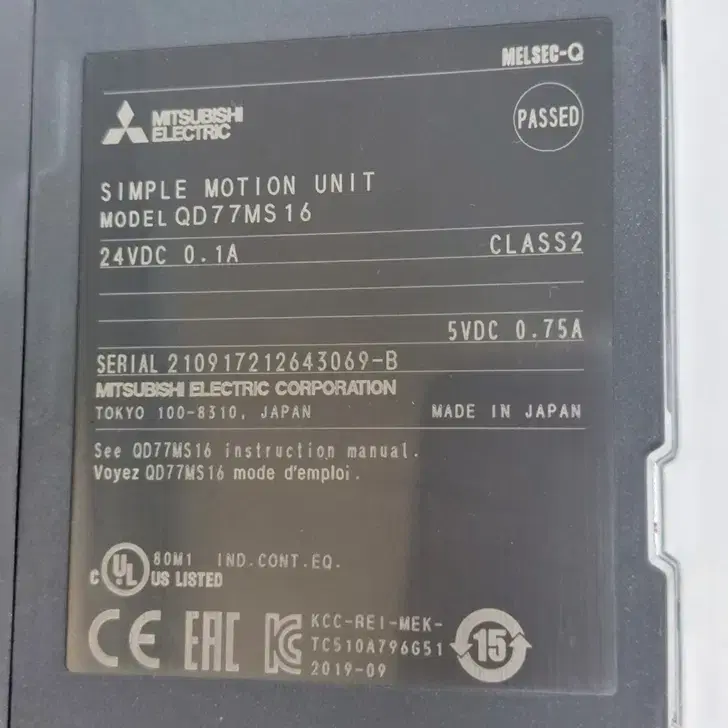 MELSEC-Q
MITSUBISHI
ELECTRIC
PASSED
SIMPLE MOTION UNIT
MODEL QD77MS16
24VDC 0.1A CLASS2
5VDC 0.75A
SERIAL 210917212643069-B
MITSUBISHI ELECTRIC CORPORATION
TOKYO 100-8310, JAPAN MADE IN JAPAN
See QD77MS16 instruction manual.
Voyez QD77MS16 mode d'emploi.
C UL US LISTED 80M1 IND.CONT.EQ.
CE EAC KC KCC-REI-MEK-
TC510A796G51
2019-09
15